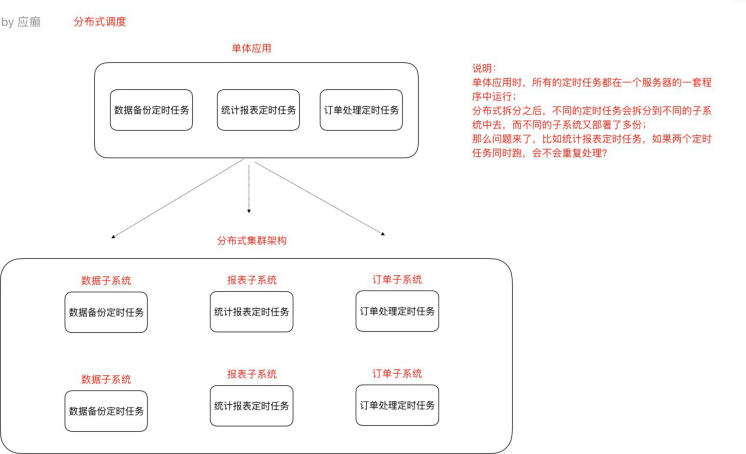 by 应癫
分布式调度
单体应用
数据备份定时任务
统计报表定时任务
订单处理定时任务
说明：
单体应用时，所有的定时任务都在一个服务器的一套程
序中运行；
分布式拆分之后，不同的定时任务会拆分到不同的子系
统中去，而不同的子系统又部署了多份；
那么问题来了，比如统计报表定时任务，如果两个定时
任务同时跑，会不会重复处理？
分布式集群架构
数据子系统
报表子系统
订单子系统
数据备份定时任务
统计报表定时任务
订单处理定时任务
数据子系统
报表子系统
订单子系统
数据备份定时任务
统计报表定时任务
订单处理定时任务